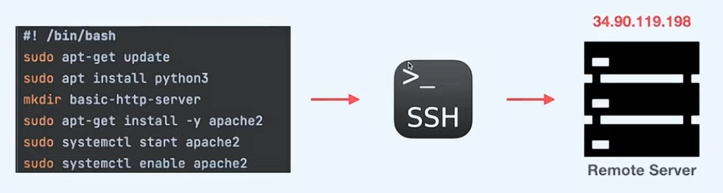 #! /bin/bash
sudo apt-get update
sudo apt install python3
mkdir basic-http-server
sudo apt-get install -y apache2
sudo systemctl start apache2
sudo systemctl enable apache2
>_
SSH
34.90.119.198
Remote Server